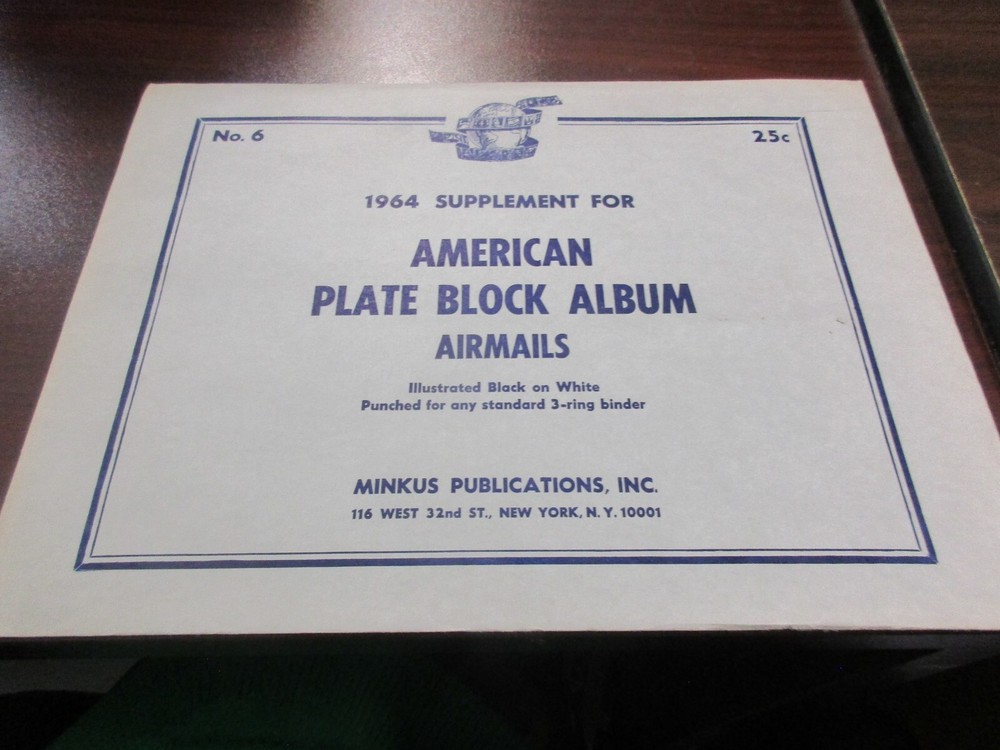 No. 6
25c
1964 SUPPLEMENT FOR
AMERICAN
PLATE BLOCK ALBUM
AIRMAILS
Illustrated Black on White
Punched for any standard 3-ring binder
MINKUS PUBLICATIONS, INC.
116 WEST 32nd ST., NEW YORK, N. Y. 10001